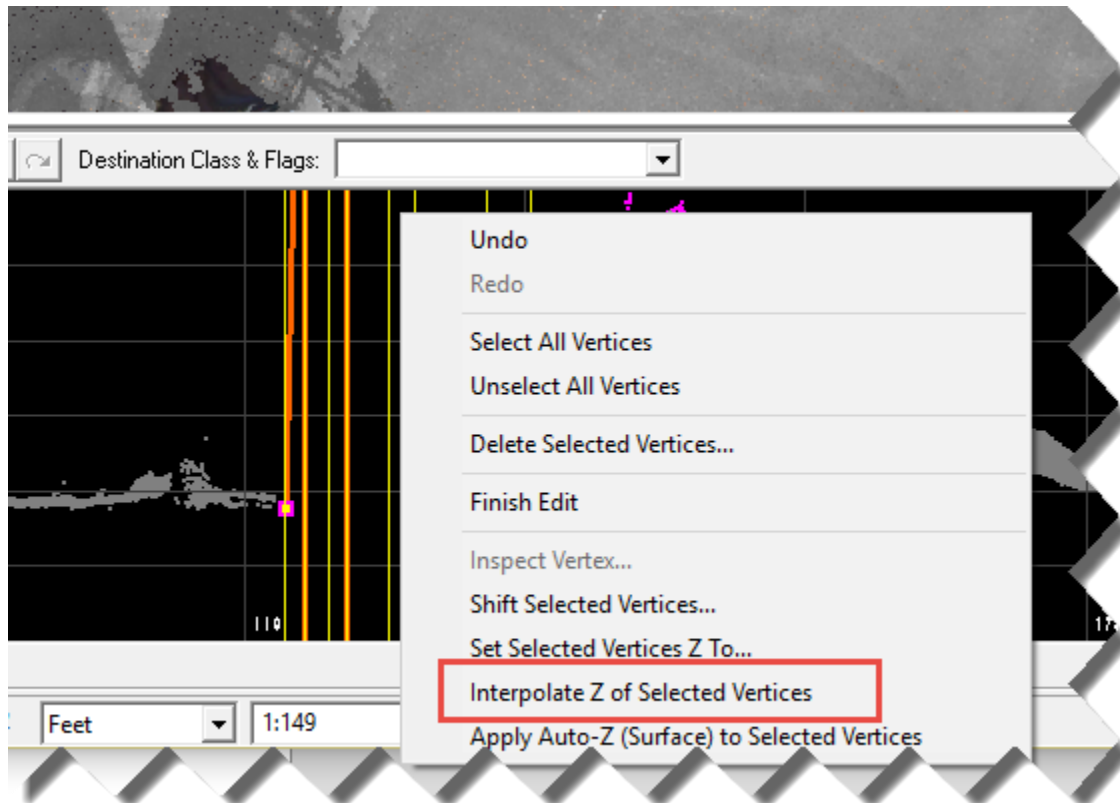 Destination Class & Flags:
Undo
Redo
Select All Vertices
Unselect All Vertices
Delete Selected Vertices...
Finish Edit
Inspect Vertex...
Shift Selected Vertices...
Set Selected Vertices Z To...
110
Interpolate Z of Selected Vertices
Feet
1:149
Apply Auto-Z (Surface) to Selected Vertices